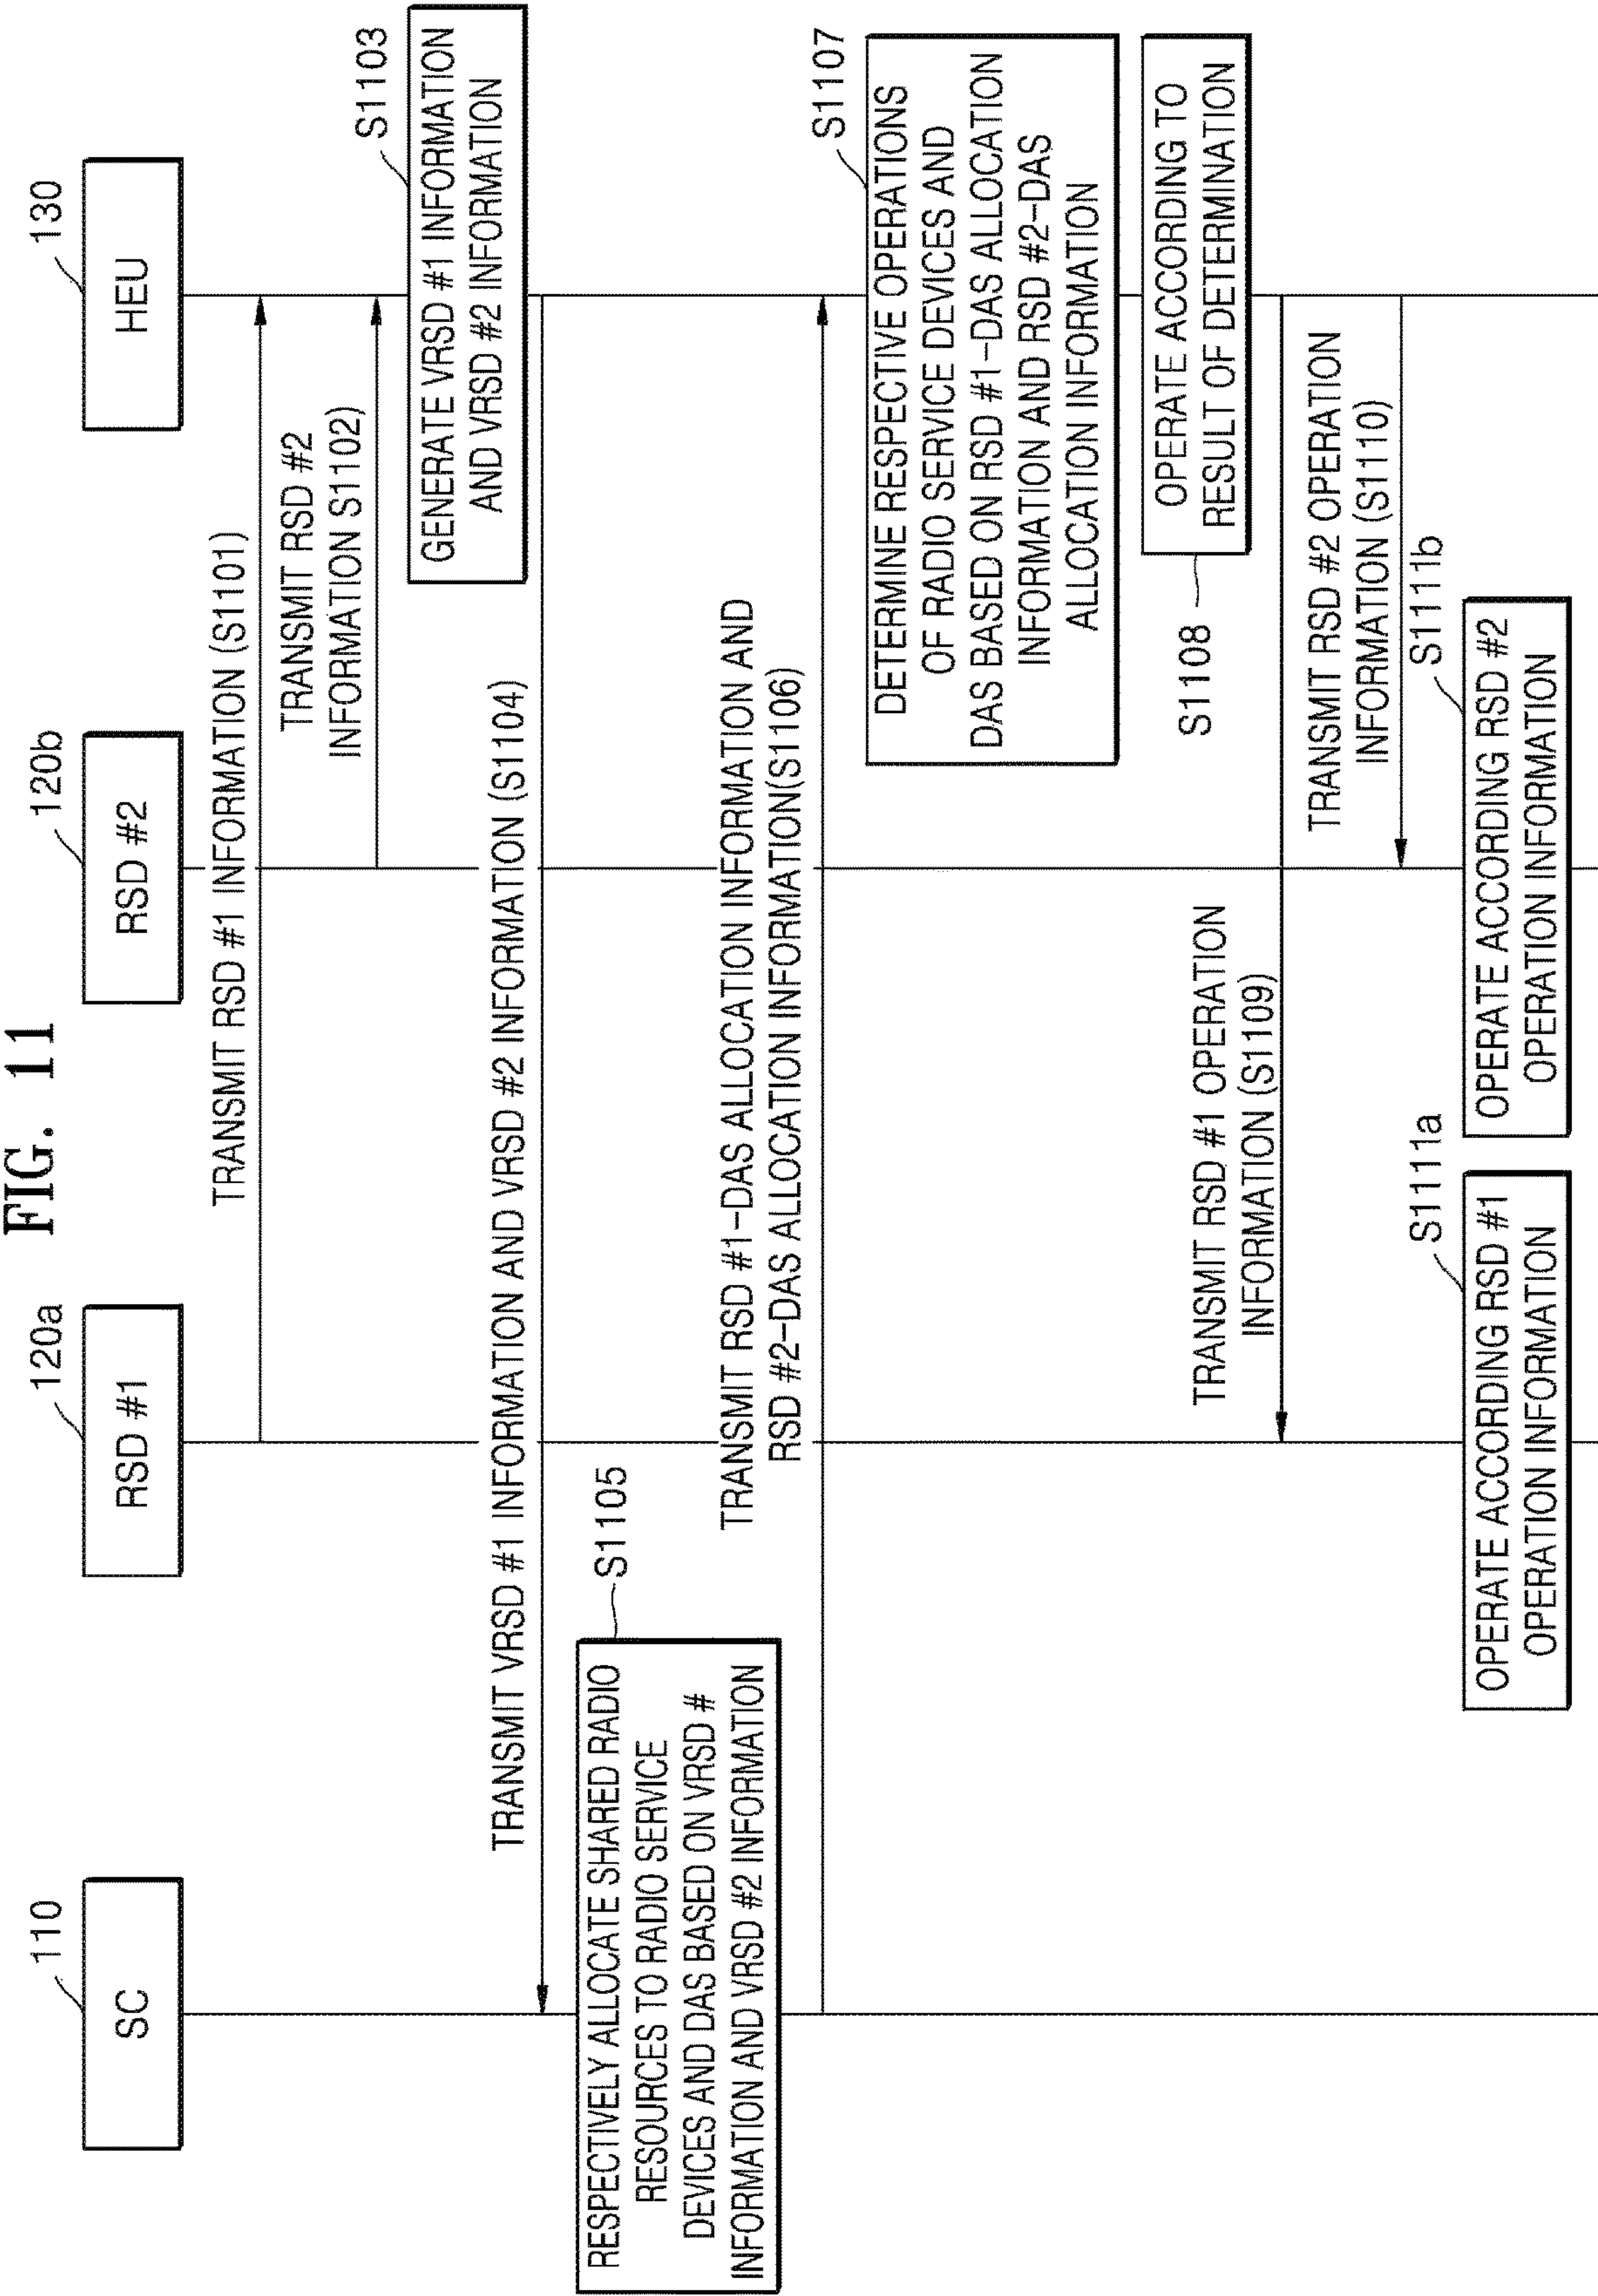 FIG. 11
110
SC
120a
RSD #1
120b
RSD #2
130
HEU
TRANSMIT RSD #1 INFORMATION (S1101)
TRANSMIT RSD #2
INFORMATION S1102)
S1103
GENERATE VRSD #1 INFORMATION
AND VRSD #2 INFORMATION
TRANSMIT VRSD #1 INFORMATION AND VRSD #2 INFORMATION (S1104)
S1105
RESPECTIVELY ALLOCATE SHARED RADIO
RESOURCES TO RADIO SERVICE
DEVICES AND DAS BASED ON VRSD #
INFORMATION AND VRSD #2 INFORMATION
TRANSMIT RSD #1-DAS ALLOCATION INFORMATION AND
RSD #2-DAS ALLOCATION INFORMATION(S1106)
S1107
DETERMINE RESPECTIVE OPERATIONS
OF RADIO SERVICE DEVICES AND
DAS BASED ON RSD #1-DAS ALLOCATION
INFORMATION AND RSD #2-DAS
ALLOCATION INFORMATION
S1108
OPERATE ACCORDING TO
RESULT OF DETERMINATION
TRANSMIT RSD #1 OPERATION
INFORMATION (S1109)
TRANSMIT RSD #2 OPERATION
INFORMATION (S1110)
S1111a
OPERATE ACCORDING RSD #1
OPERATION INFORMATION
S1111b
OPERATE ACCORDING RSD #2
OPERATION INFORMATION